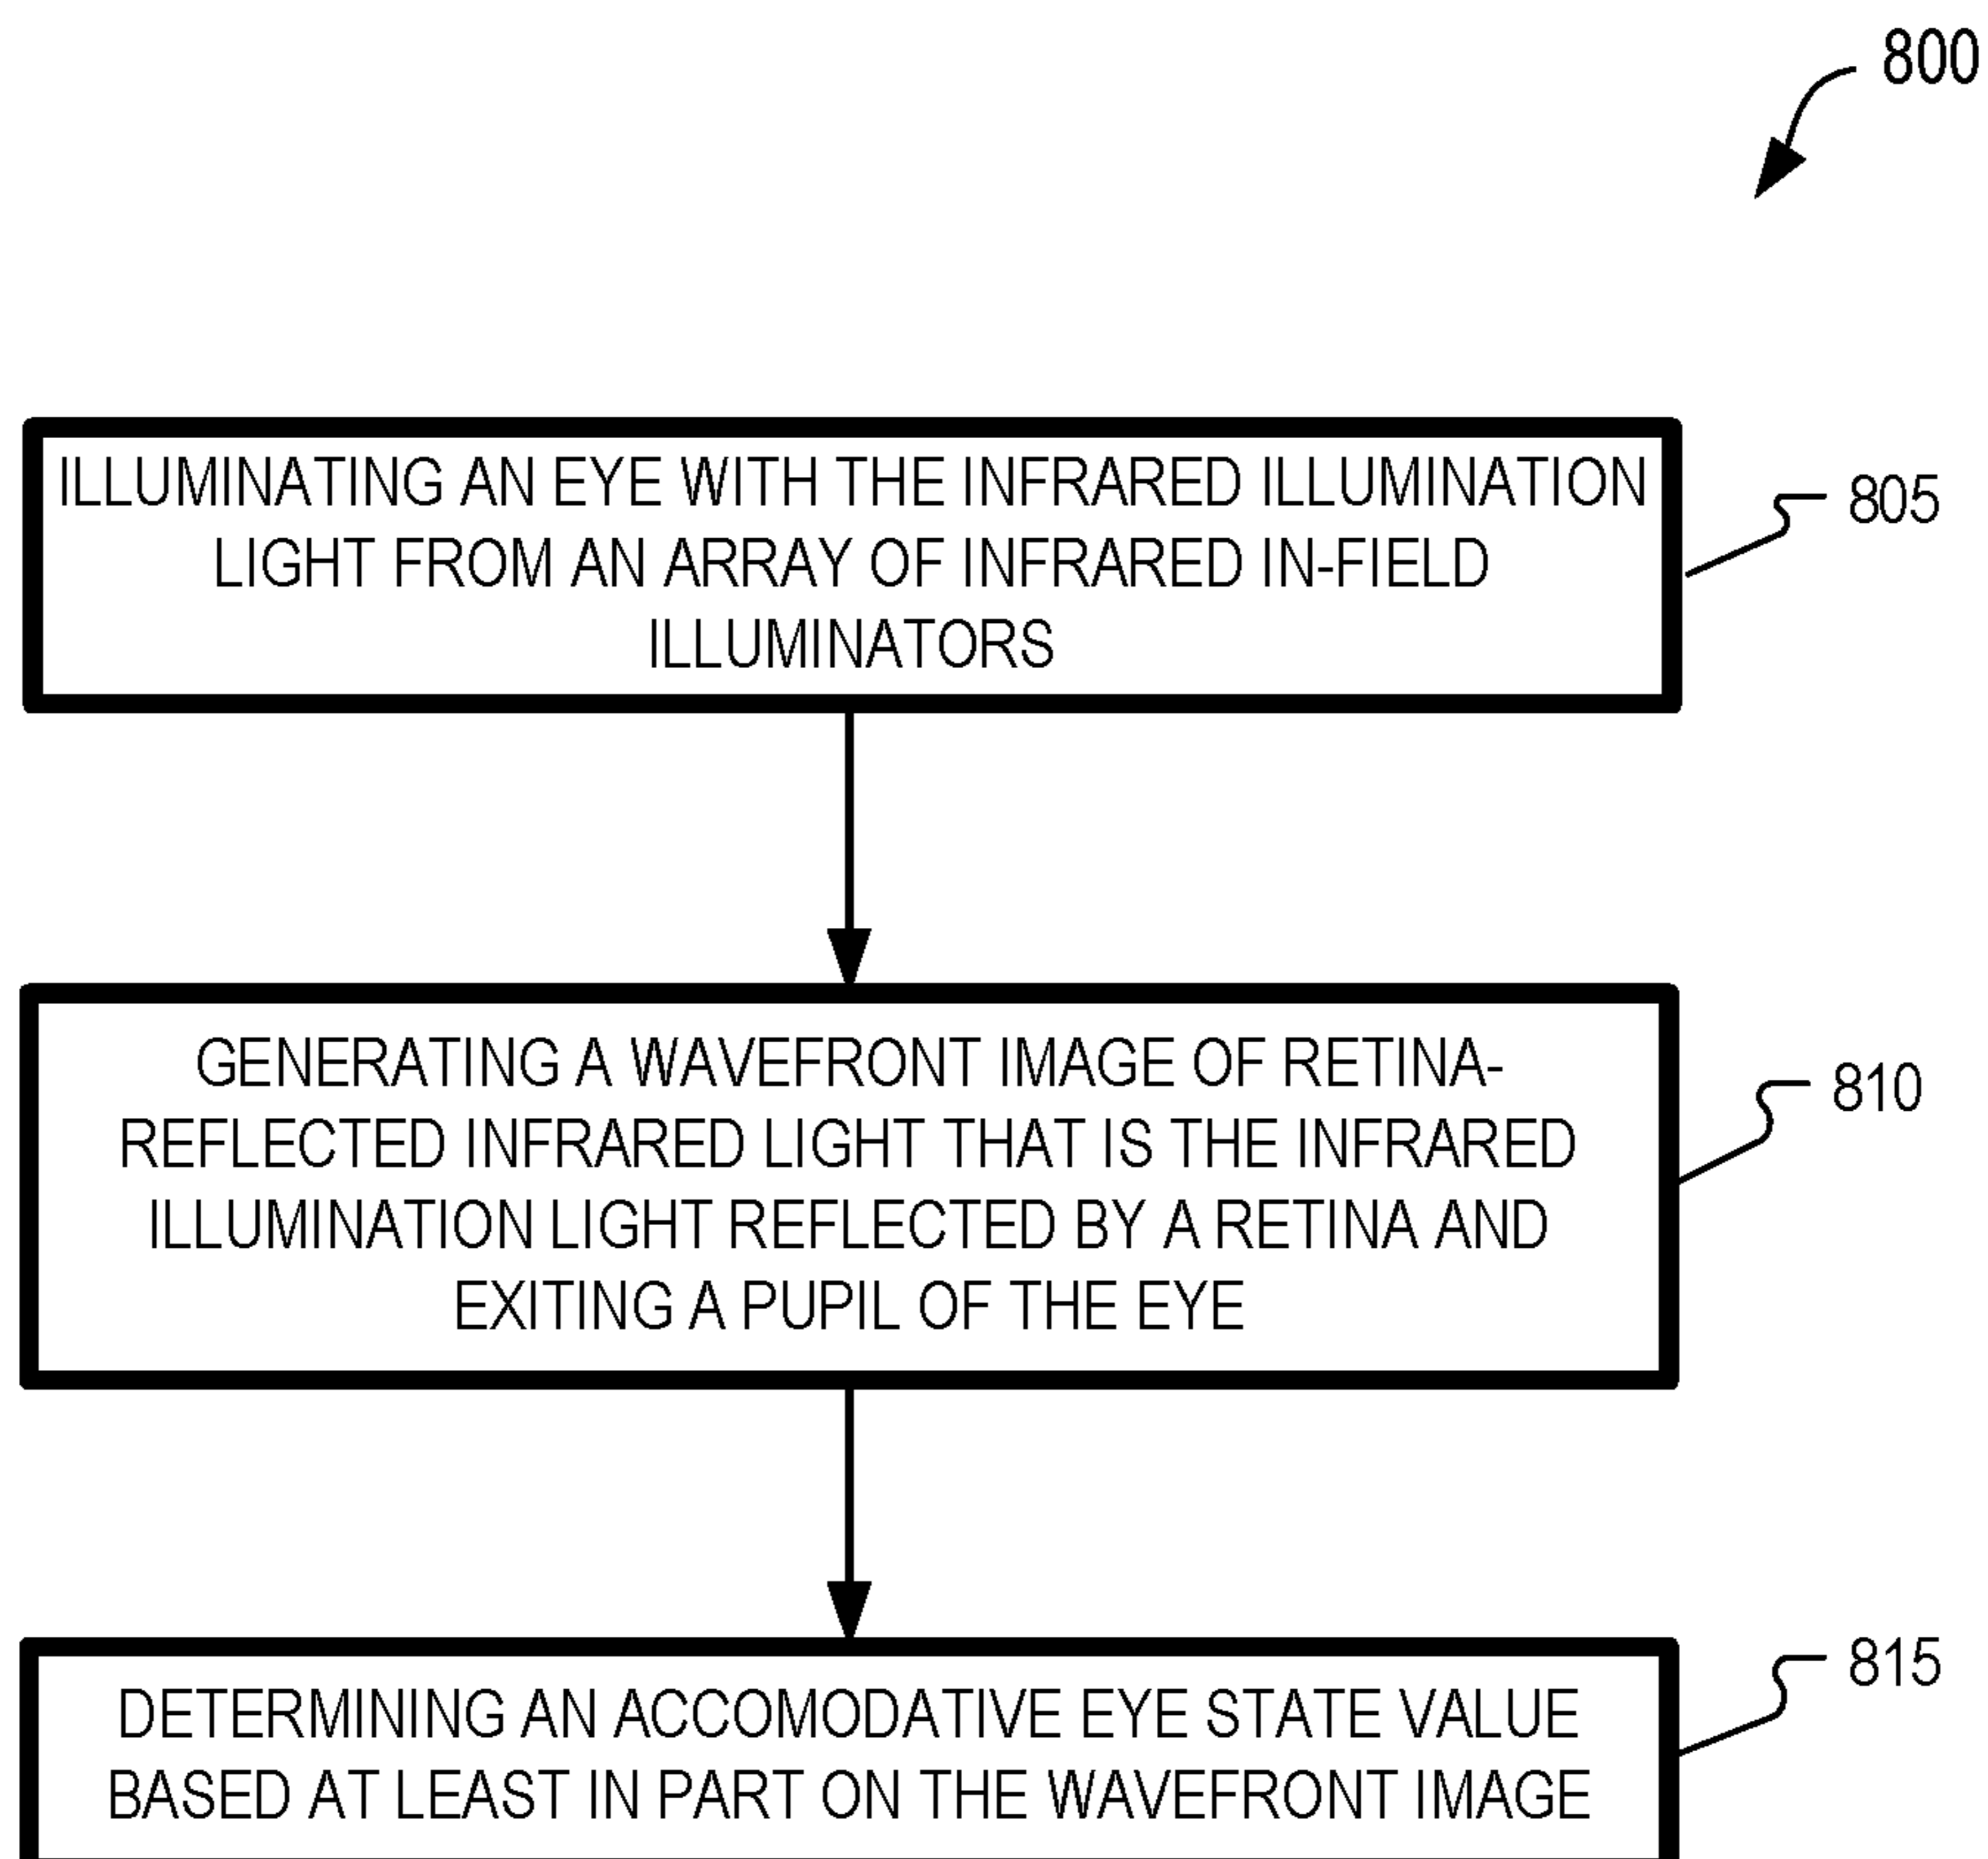 800
ILLUMINATING AN EYE WITH THE INFRARED ILLUMINATION
LIGHT FROM AN ARRAY OF INFRARED IN-FIELD
ILLUMINATORS
805
GENERATING A WAVEFRONT IMAGE OF RETINA-
REFLECTED INFRARED LIGHT THAT IS THE INFRARED
ILLUMINATION LIGHT REFLECTED BY A RETINA AND
EXITING A PUPIL OF THE EYE
810
DETERMINING AN ACCOMODATIVE EYE STATE VALUE
BASED AT LEAST IN PART ON THE WAVEFRONT IMAGE
815